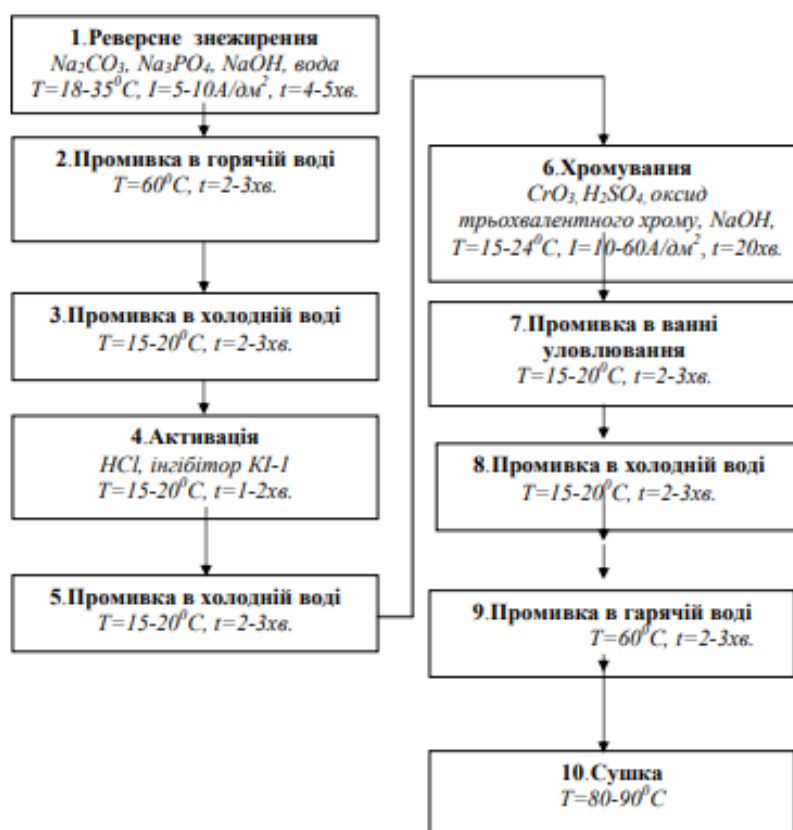 1.Реверсне знежирення
Na₂CO₃, Na₃PO₄, NaOH, вода
T=18-35⁰C, I=5-10А/дм², t=4-5хв.
2.Промивка в горячій воді
T=60⁰C, t=2-3хв.
3.Промивка в холодній воді
T=15-20⁰C, t=2-3хв.
4.Активація
HCl, інгібітор КІ-1
T=15-20⁰C, t=1-2хв.
5.Промивка в холодній воді
T=15-20⁰C, t=2-3хв.
6.Хромування
CrO₃, H₂SO₄, оксид
трьохвалентного хрому, NaOH,
T=15-24⁰C, I=10-60А/дм², t=20хв.
7.Промивка в ванні
уловлювання
T=15-20⁰C, t=2-3хв.
8.Промивка в холодній воді
T=15-20⁰C, t=2-3хв.
9.Промивка в гарячій воді
T=60⁰C, t=2-3хв.
10.Сушка
T=80-90⁰C